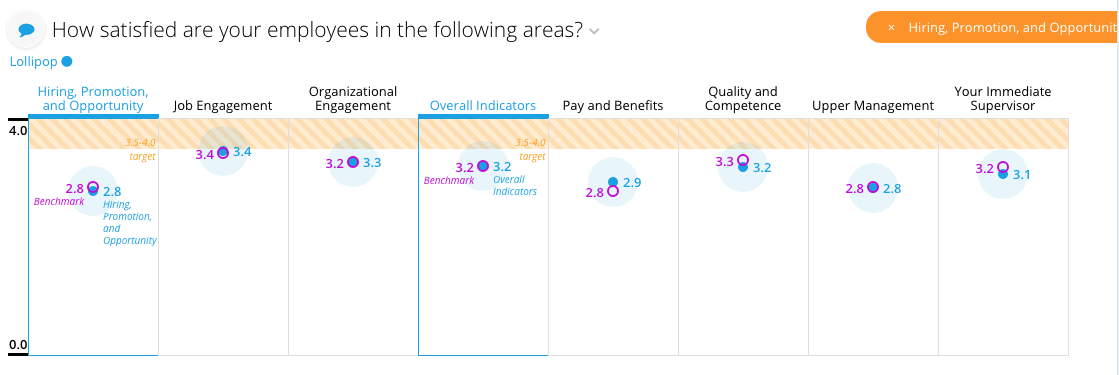 How satisfied are your employees in the following areas?
× Hiring, Promotion, and Opportunit
Lollipop
Hiring, Promotion,
and Opportunity
Job Engagement
Organizational
Engagement
Overall Indicators
Pay and Benefits
Quality and
Competence
Upper Management
Your Immediate
Supervisor
4.0
3.5-4.0
target
2.8
2.8
Benchmark
Hiring,
Promotion,
and
Opportunity
3.4
3.4
3.2
3.3
3.5-4.0
target
3.2
3.2
Benchmark
Overall
Indicators
2.8
2.9
3.3
3.2
2.8
2.8
3.2
3.1
0.0